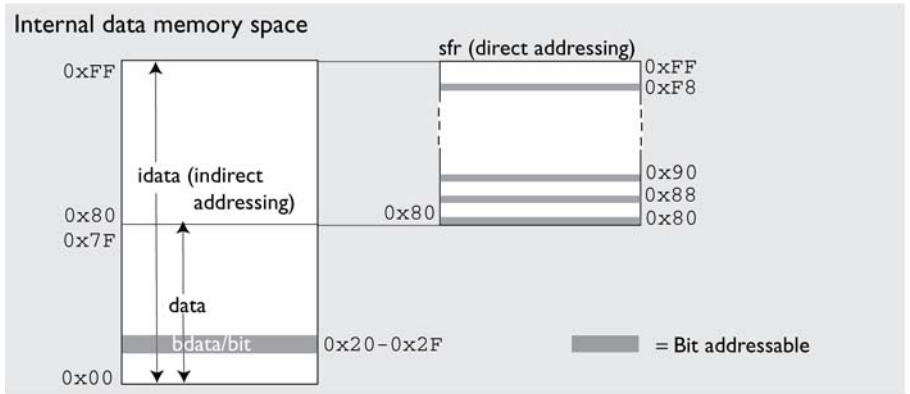 Internal data memory space
sfr (direct addressing)
0xFF
0xFF
0xF8
idata (indirect
addressing)
0x90
0x88
0x80
0x80
0x80
0x7F
data
bdata/bit
0x20-0x2F
= Bit addressable
0x00